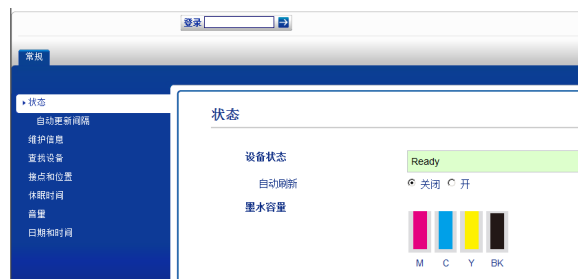 登录
常规
状态
自动更新间隔
维护信息
查找设备
接点和位置
休眠时间
音量
日期和时间
状态
设备状态 Ready
自动刷新 关闭 开
墨水容量
M C Y BK